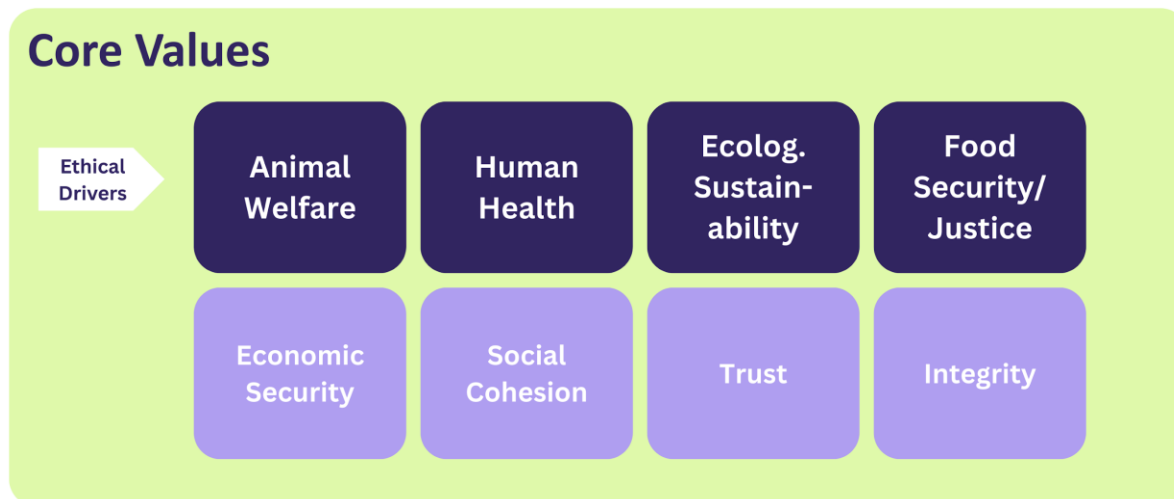 Core Values
Ethical
Drivers
Animal
Welfare
Human
Health
Ecolog.
Sustain-
ability
Food
Security/
Justice
Economic
Security
Social
Cohesion
Trust
Integrity